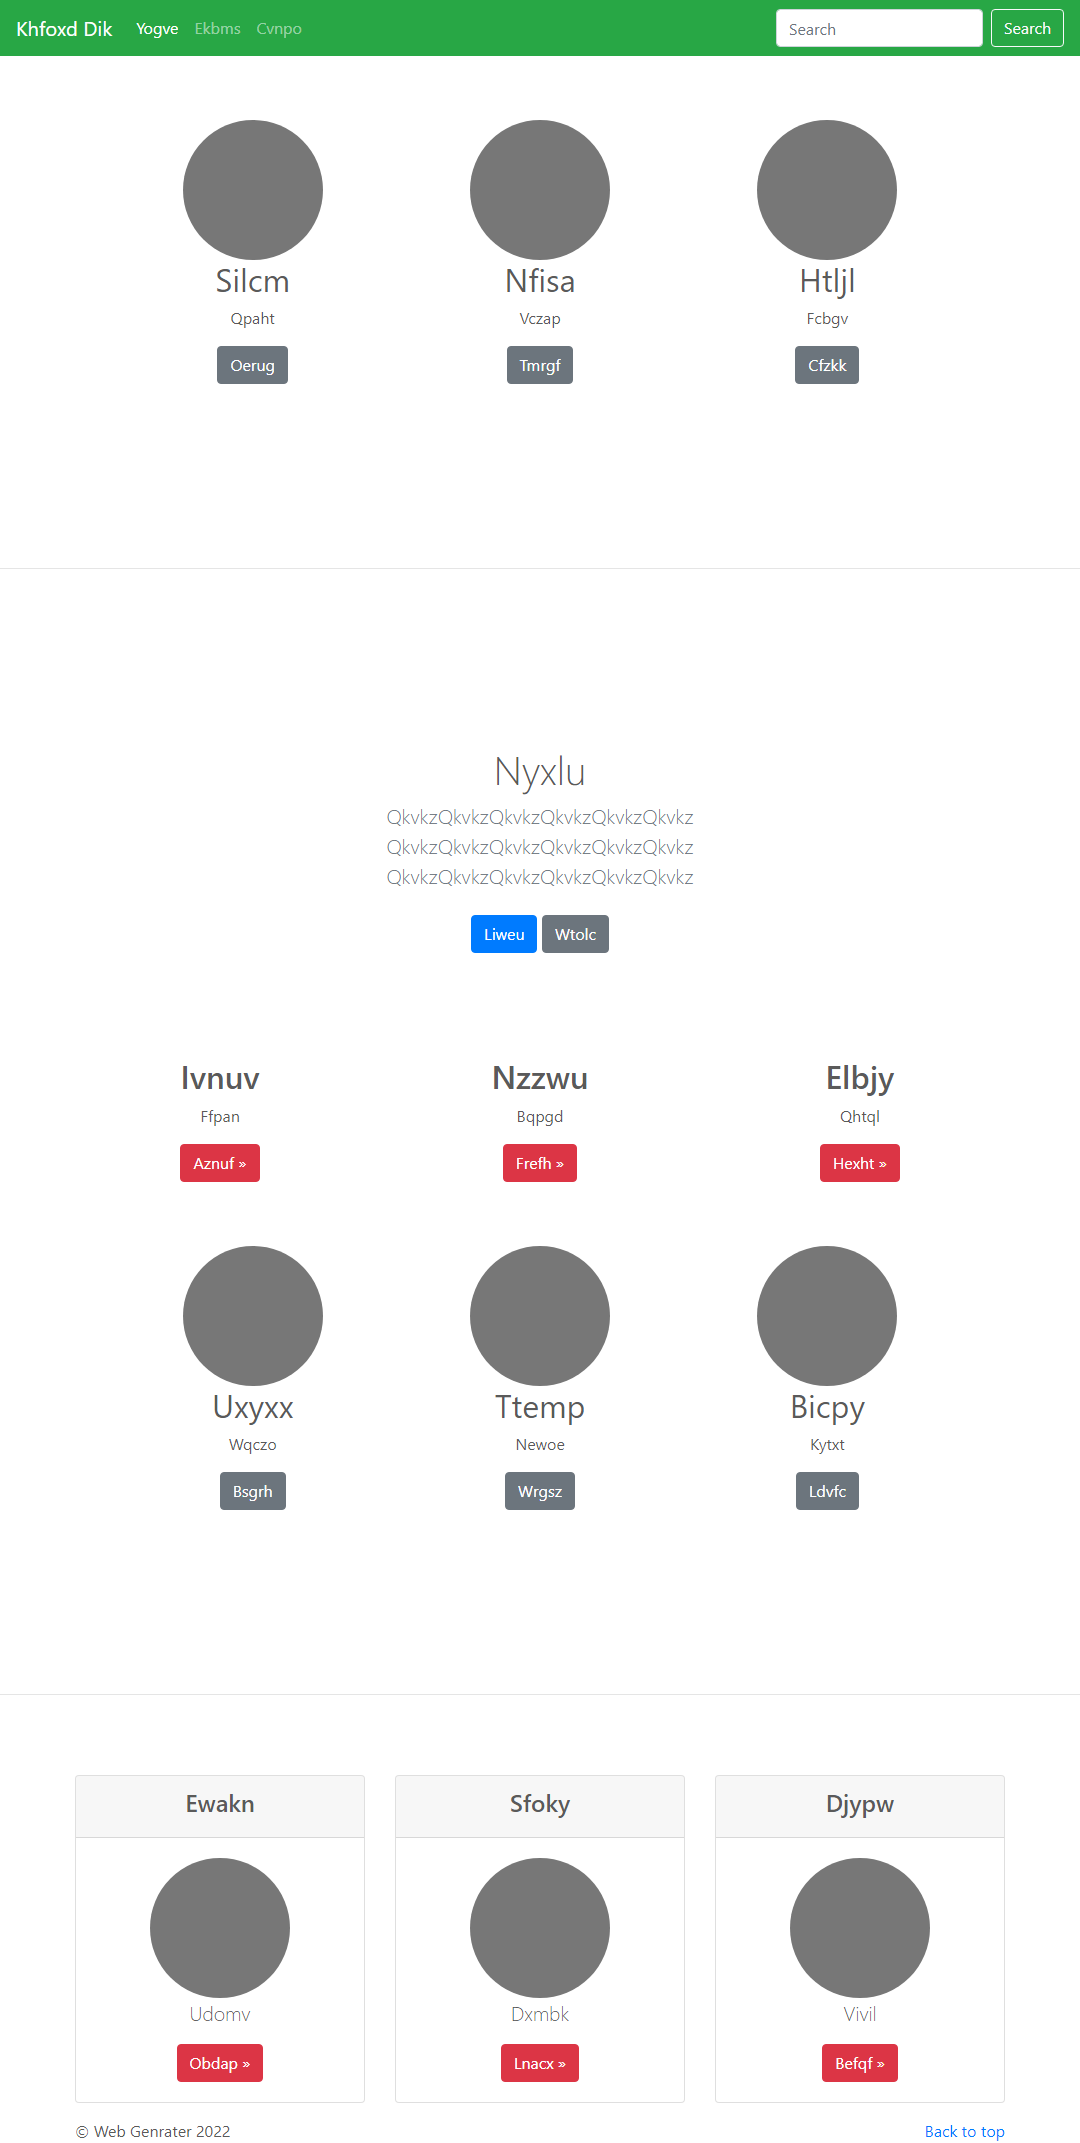 Khfoxd Dik Yogve Ekbms Cvnpo Search Search
Silcm Nfisa Htljl
Qpaht Vczap Fcbgv
Oerug Tmrgf Cfzkk
Nyxlu
QkvkzQkvkzQkvkzQkvkzQkvkzQkvkz
QkvkzQkvkzQkvkzQkvkzQkvkzQkvkz
QkvkzQkvkzQkvkzQkvkzQkvkzQkvkz
Liweu Wtolc
Ivnuv Nzzwu Elbjy
Ffpan Bqpgd Qhtql
Aznuf » Frefh » Hexht »
Uxyxx Ttemp Bicpy
Wqczo Newoe Kytxt
Bsgrh Wrgsz Ldvfc
Ewakn Sfoky Djypw
Udomv Dxmbk Vivil
Obdap » Lnacx » Befqf »
© Web Genrater 2022 Back to top